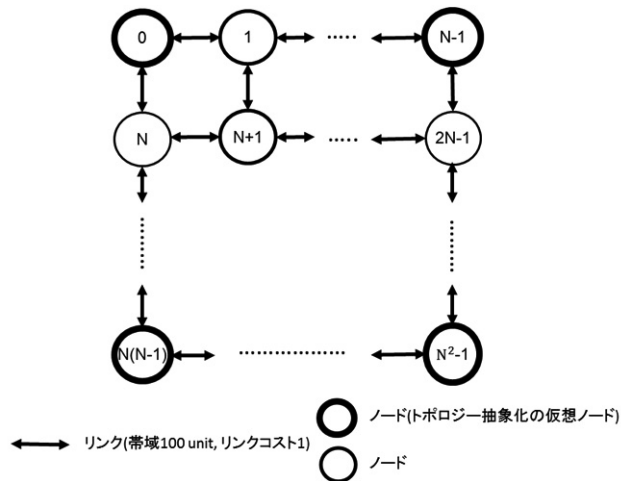 0
1
.....
N-1
N
N+1
.....
2N-1
N(N-1)
N²-1
ノード(トポロジー抽象化の仮想ノード)
リンク(帯域100 unit, リンクコスト1)
ノード